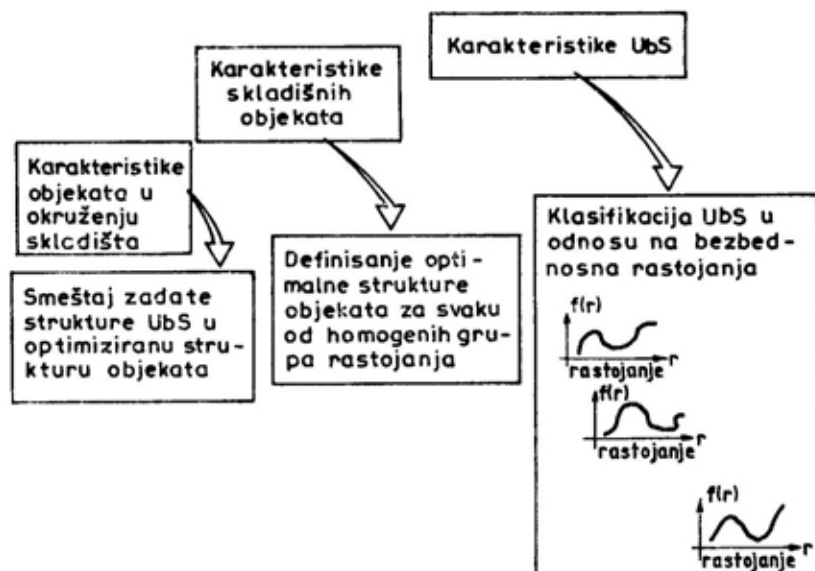 Karakteristike UbS
Karakteristike
skladišnih
objekata
Karakteristike
objekata u
okruženju
skladišta
Smeštaj zadate
strukture UbS u
optimiziranu stru-
kturu objekata
Definisanje opti-
malne strukture
objekata za svaku
od homogenih gru-
pa rastojanja
Klasifikacija UbS u
odnosu na bezbed-
nosna rastojanja
f(r)
r
rastojanje
f(r)
r
rastojanje
f(r)
r
rastojanje